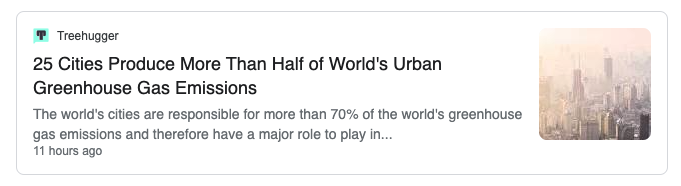 Treehugger
25 Cities Produce More Than Half of World's Urban
Greenhouse Gas Emissions
The world's cities are responsible for more than 70% of the world's greenhouse
gas emissions and therefore have a major role to play in...
11 hours ago